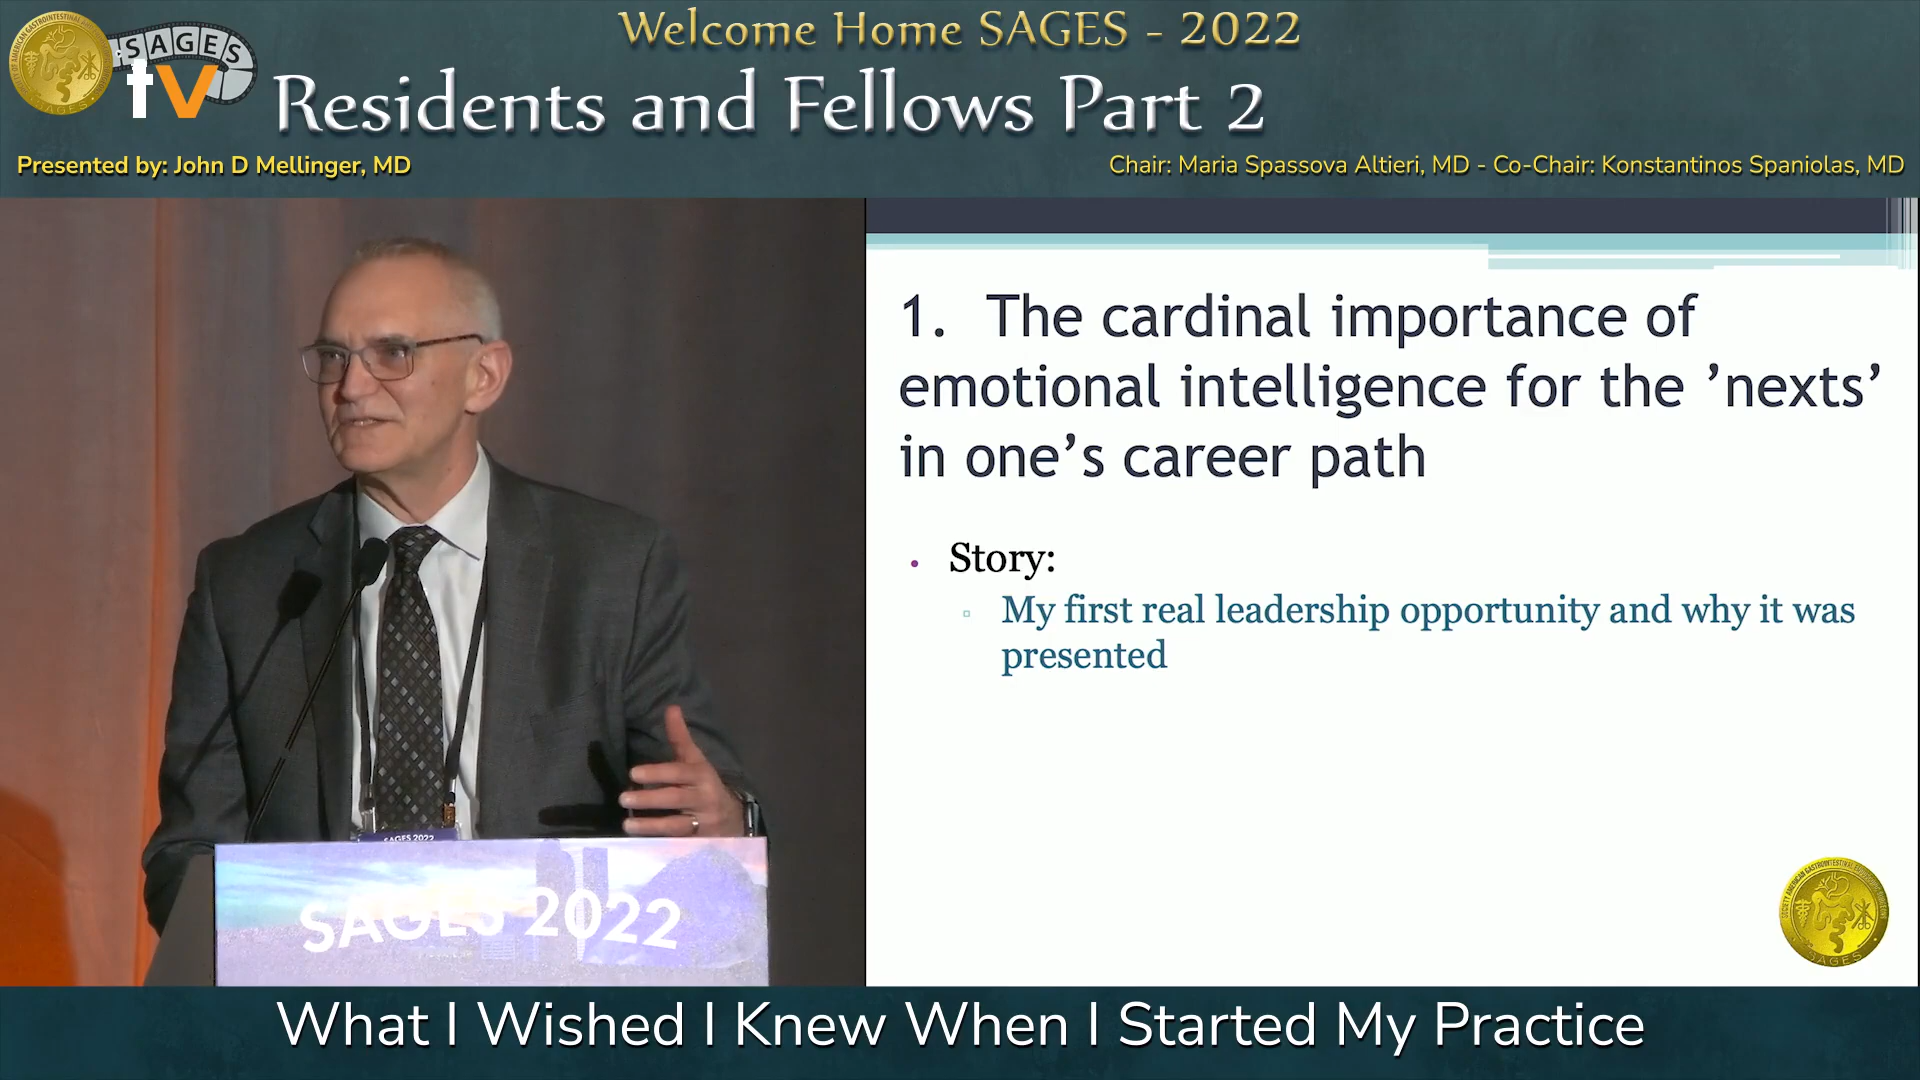 SAGES
tv
Welcome Home SAGES - 2022
Residents and Fellows Part 2
Presented by: John D Mellinger, MD
Chair: Maria Spassova Altieri, MD - Co-Chair: Konstantinos Spaniolas, MD
1. The cardinal importance of
emotional intelligence for the ’nexts’
in one’s career path
• Story:
▫ My first real leadership opportunity and why it was
presented
SAGES 2022
SAGES 2022
SAGES
What I Wished I Knew When I Started My Practice